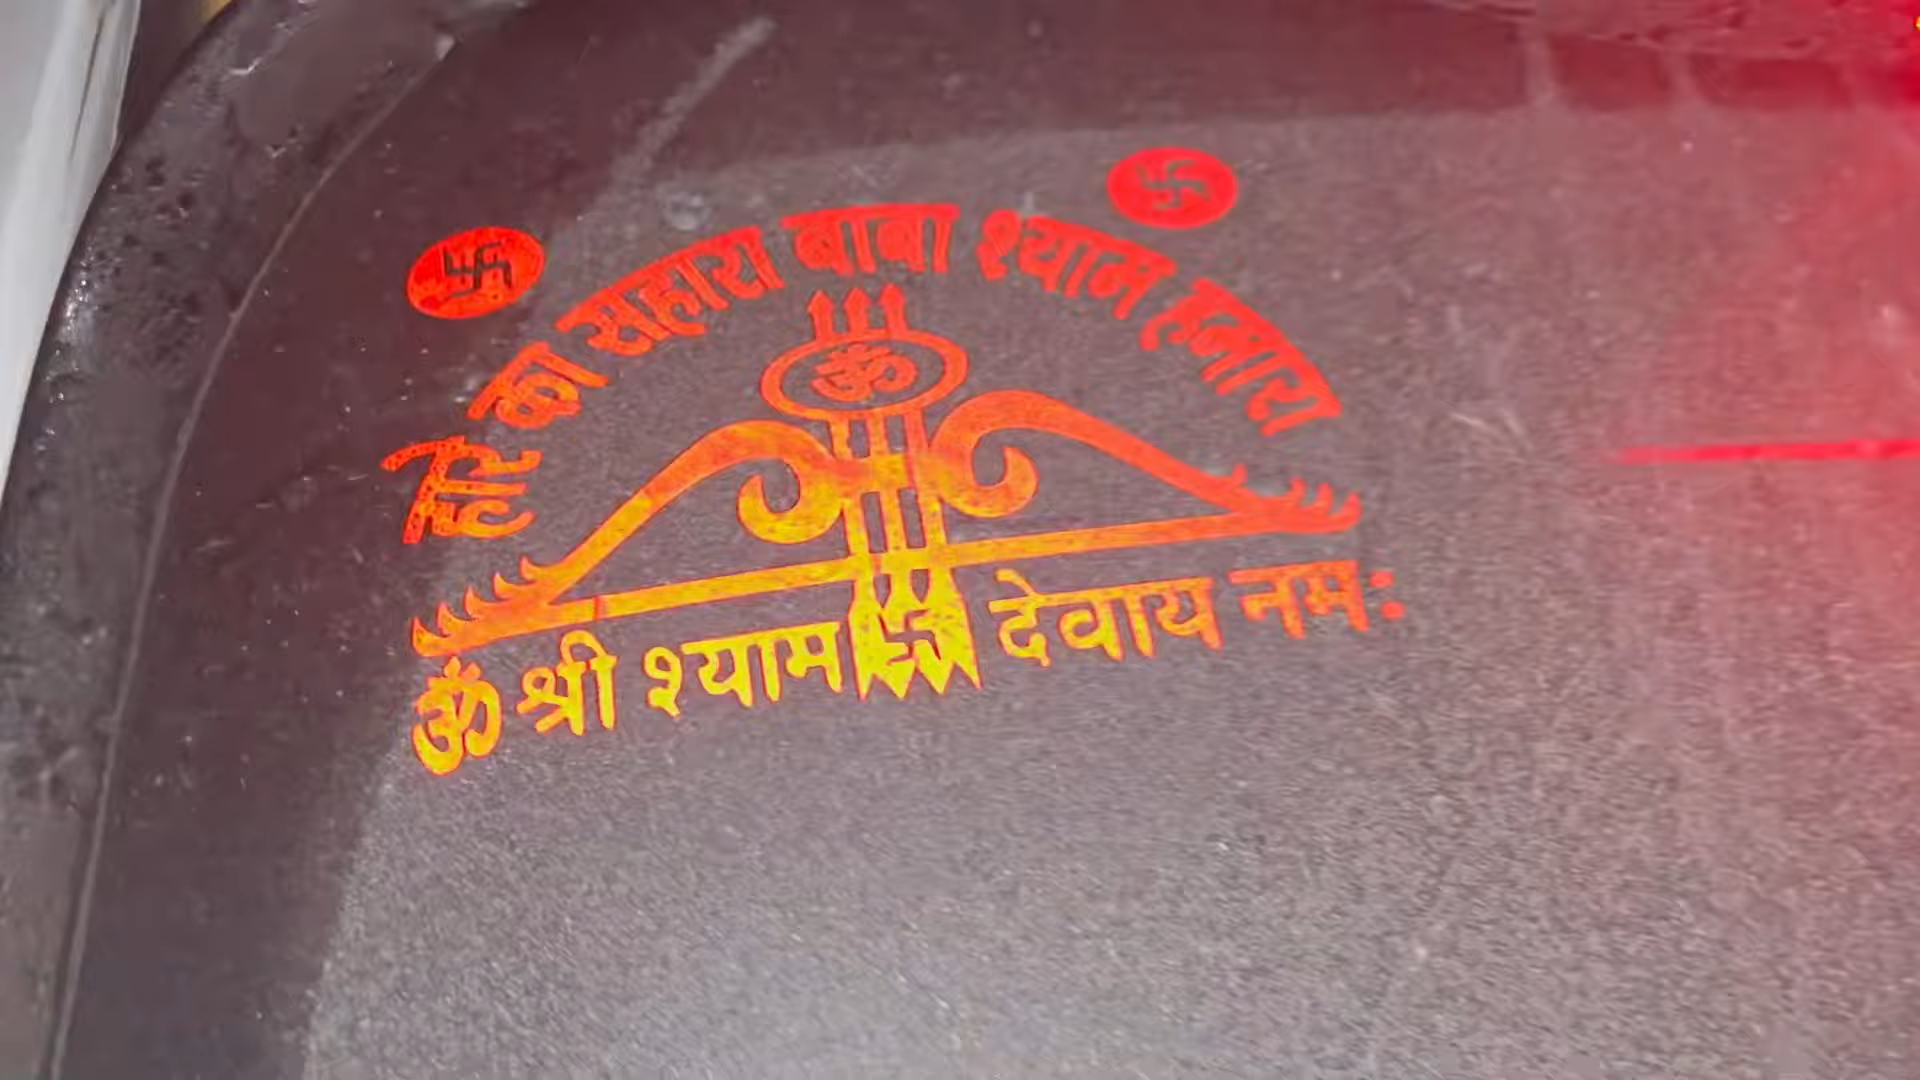 हारे का सहारा बाबा श्याम हमारा
ॐ
ॐ श्री श्याम देवाय नमः